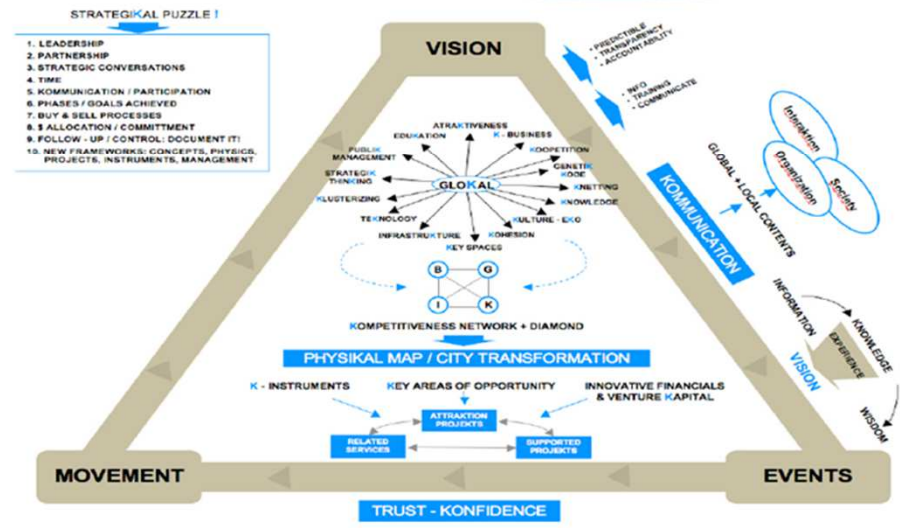 STRATEGIKAL PUZZLE !
1. LEADERSHIP
2. PARTNERSHIP
3. STRATEGIC CONVERSATIONS
4. TIME
5. KOMMUNICATION / PARTICIPATION
6. PHASES / GOALS ACHIEVED
7. BUY & SELL PROCESSES
8. $ ALLOCATION / COMMITTMENT
9. FOLLOW - UP / CONTROL: DOCUMENT IT!
10. NEW FRAMEWORKS: CONCEPTS, PHYSICS,
PROJECTS, INSTRUMENTS, MANAGEMENT
VISION
• PREDICTIBLE
• TRANSPARENCY
• ACCOUNTABILITY
• INFO
• TRAINING
• COMMUNICATE
ATRAKTIVENESS
EDUKATION
K - BUSINESS
PUBLIK
MANAGEMENT
KOOPETITION
STRATEGIK
THINKING
GENETIK
KODE
GLOKAL
KNETTING
KLUSTERIZING
KNOWLEDGE
TEKNOLOGY
KULTURE - EKO
INFRASTRUKTURE
KOHESION
KEY SPACES
B
G
I
K
KOMPETITIVENESS NETWORK + DIAMOND
PHYSIKAL MAP / CITY TRANSFORMATION
K - INSTRUMENTS
KEY AREAS OF OPPORTUNITY
INNOVATIVE FINANCIALS
& VENTURE KAPITAL
ATTRAKTION
PROJEKTS
RELATED
SERVICES
SUPPORTED
PROJEKTS
KOMMUNICATION
GLOBAL + LOCAL CONTENTS
Interaktion
Organization
Society
INFORMATION
KNOWLEDGE
EXPERIENCE
VISION
WISDOM
MOVEMENT
EVENTS
TRUST - KONFIDENCE